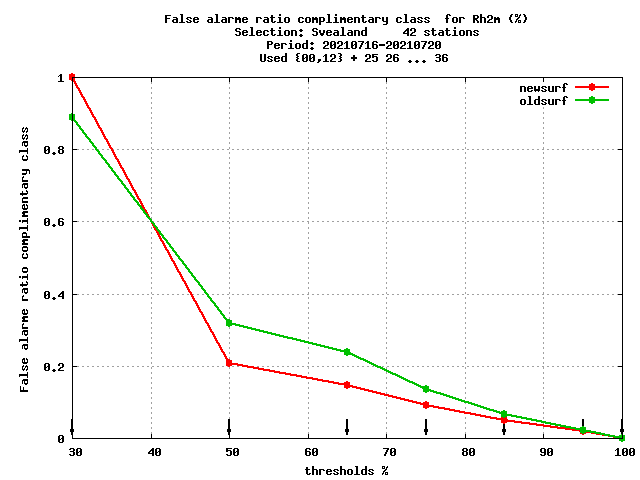 False alarme ratio complimentary class  for Rh2m (%)
Selection: Svealand     42 stations
Period: 20210716-20210720
Used {00,12} + 25 26 ... 36
newsurf
oldsurf
False alarme ratio complimentary class
1
0.8
0.6
0.4
0.2
0
30 40 50 60 70 80 90 100
thresholds %